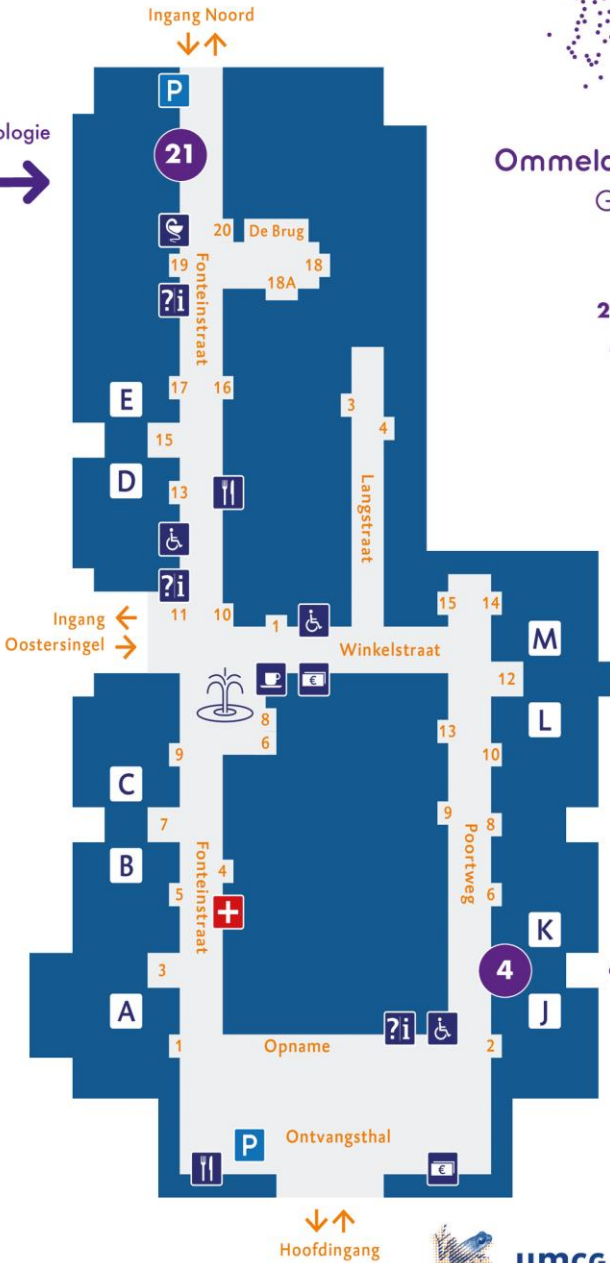 Ingang Noord
P
ologie
21
Ommela
G
20
De Brug
19
18
18A
?i
Fonteinstraat
2
E
17
16
3
4
15
D
13
Langstraat
?i
11
10
15
14
Ingang
Oostersingel
1
Winkelstraat
M
12
€
8
6
13
L
9
10
C
9
7
8
Fonteinstraat
4
Poortweg
B
5
6
K
3
4
A
J
?i
1
Opname
2
P
Ontvangsthal
€
Hoofdingang
umcg